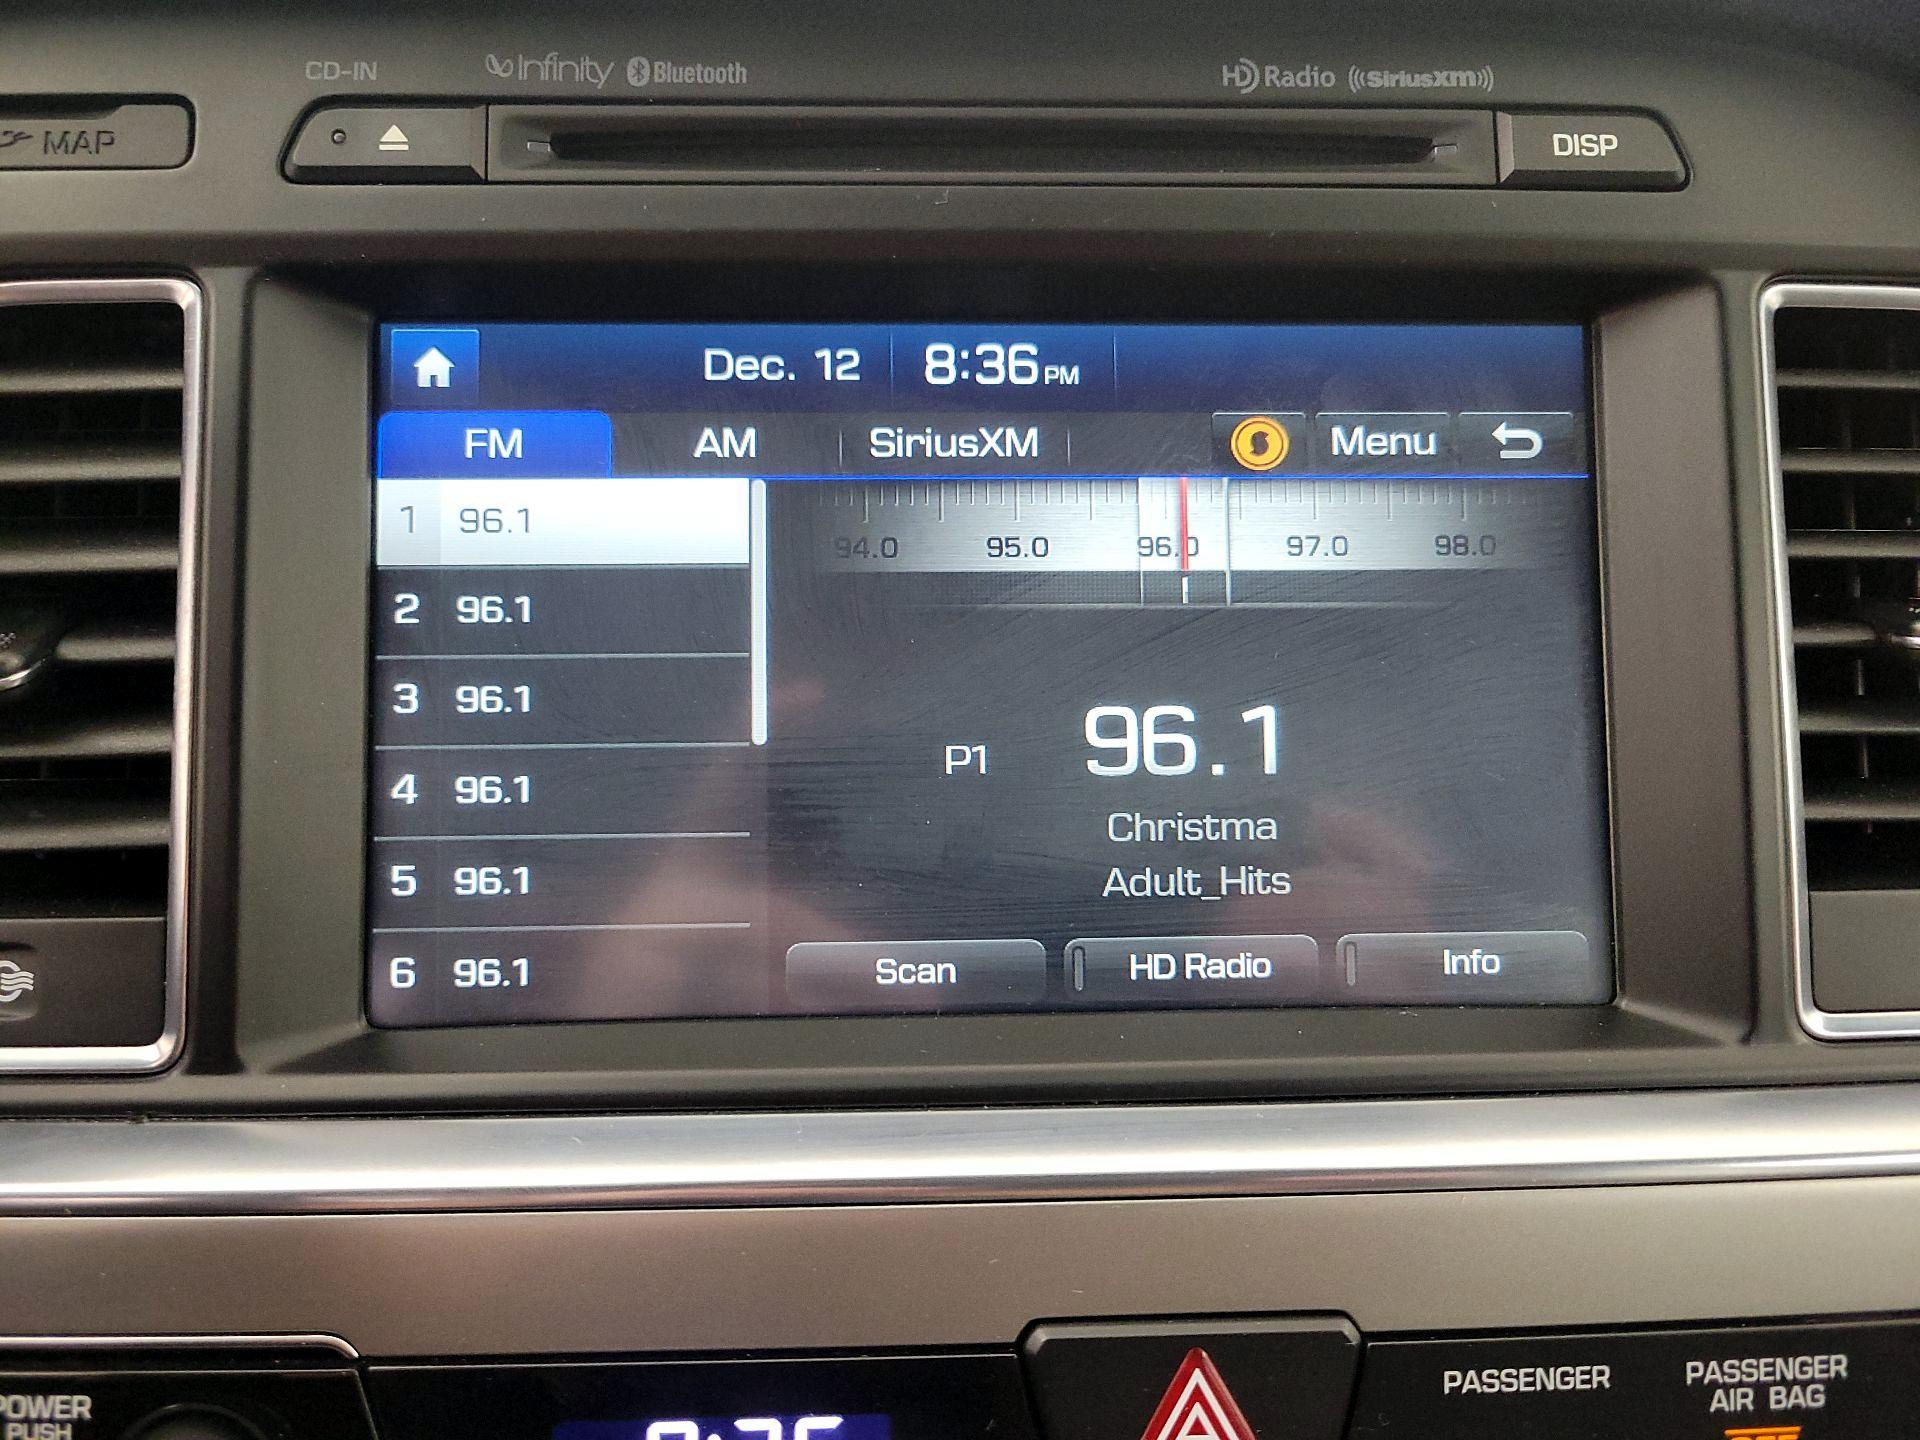 CD-IN
Infinity Bluetooth
HD Radio SiriusXM
MAP
DISP
Dec. 12 8:36 PM
FM AM SiriusXM Menu
1 96.1
2 96.1
3 96.1
4 96.1
5 96.1
6 96.1
94.0 95.0 96.0 97.0 98.0
P1 96.1
Christma
Adult_Hits
Scan HD Radio Info
POWER
PUSH
PASSENGER
PASSENGER
AIR BAG